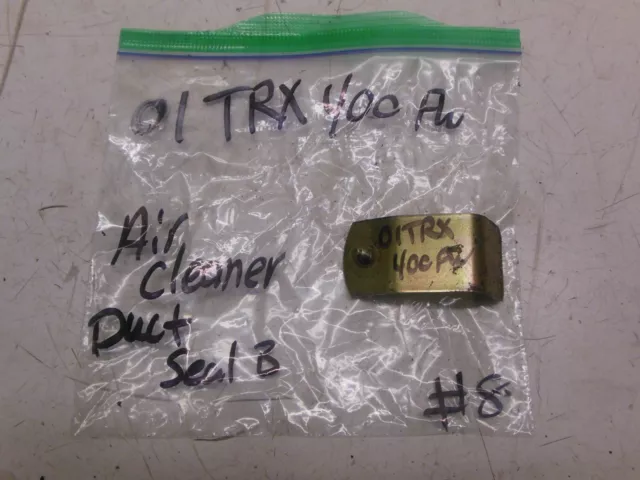 01 TRX 400 FW
Air
Cleaner
Duct
Seal B
01 TRX
400 FW
#8